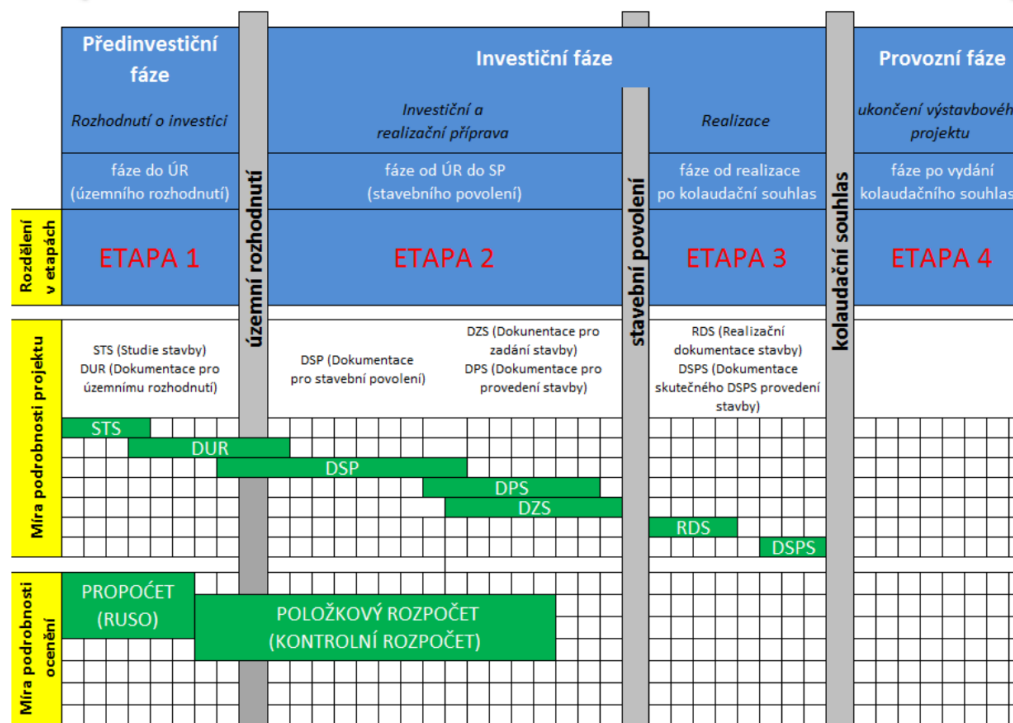 Předinvestiční
fáze
Investiční fáze
Provozní fáze
Rozhodnutí o investici
Investiční a
realizační příprava
Realizace
ukončení výstavbovéh
projektu
fáze do ÚR
(územního rozhodnutí)
fáze od ÚR do SP
(stavebního povolení)
fáze od realizace
po kolaudační souhlas
fáze po vydání
kolaudačního souhlas
Rozdělení
v etapách
ETAPA 1
ETAPA 2
ETAPA 3
ETAPA 4
územní rozhodnutí
stavební povolení
kolaudační souhlas
Míra podrobnosti projektu
STS (Studie stavby)
DUR (Dokumentace pro
územnímu rozhodnutí)
DSP (Dokumentace
pro stavební povolení)
DZS (Dokunentace pro
zadání stavby)
DPS (Dokumentace pro
provedení stavby)
RDS (Realizační
dokumentace stavby)
DSPS (Dokumentace
skutečného DSPS provedení
stavby)
STS
DUR
DSP
DPS
DZS
RDS
DSPS
Míra podrobnosti
ocenění
PROPOĆET
(RUSO)
POLOŽKOVÝ ROZPOČET
(KONTROLNÍ ROZPOČET)